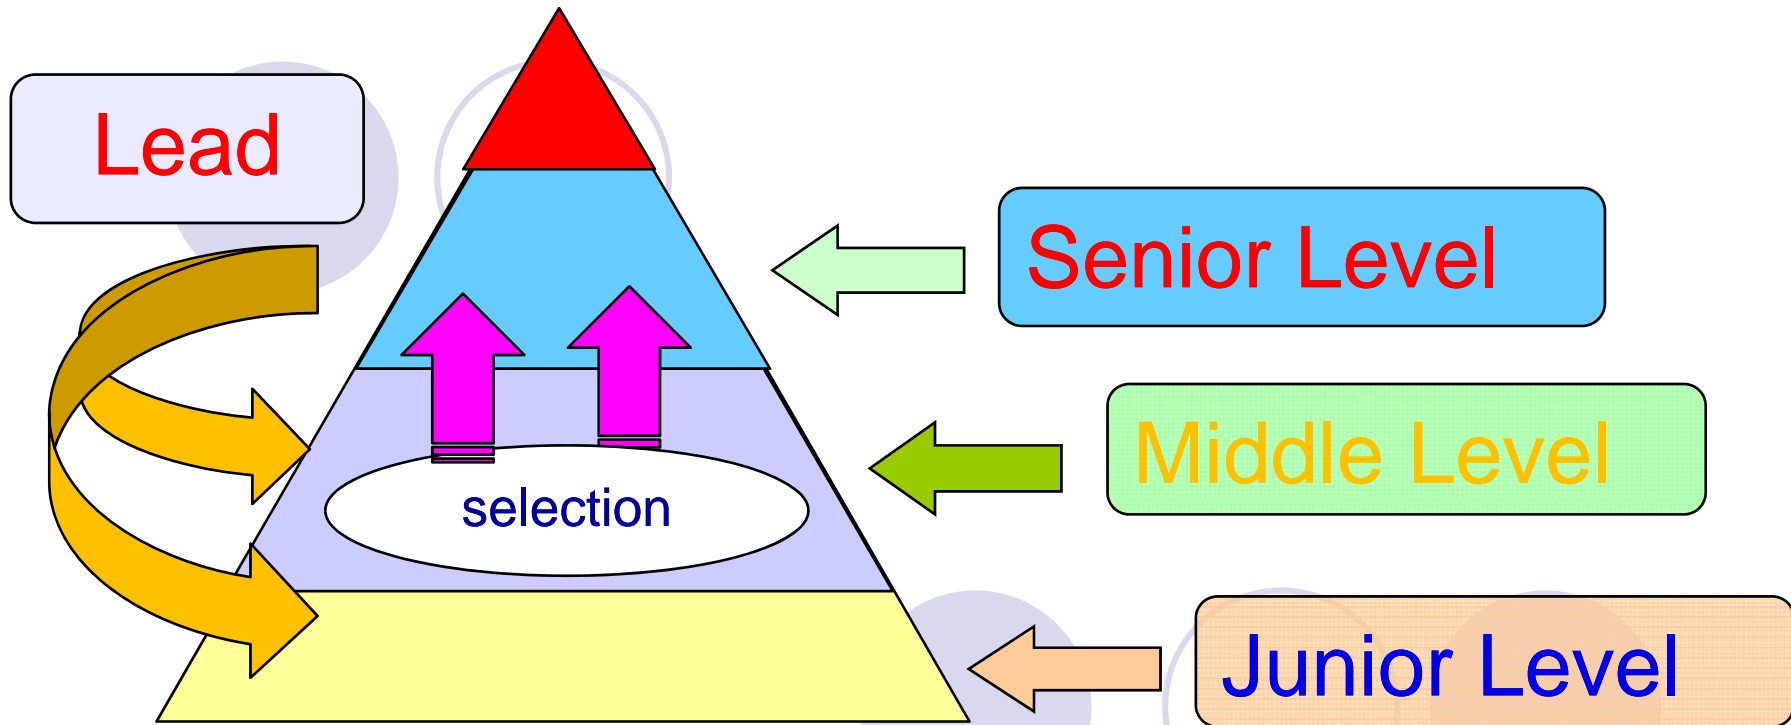 Lead
Senior Level
Middle Level
selection
Junior Level